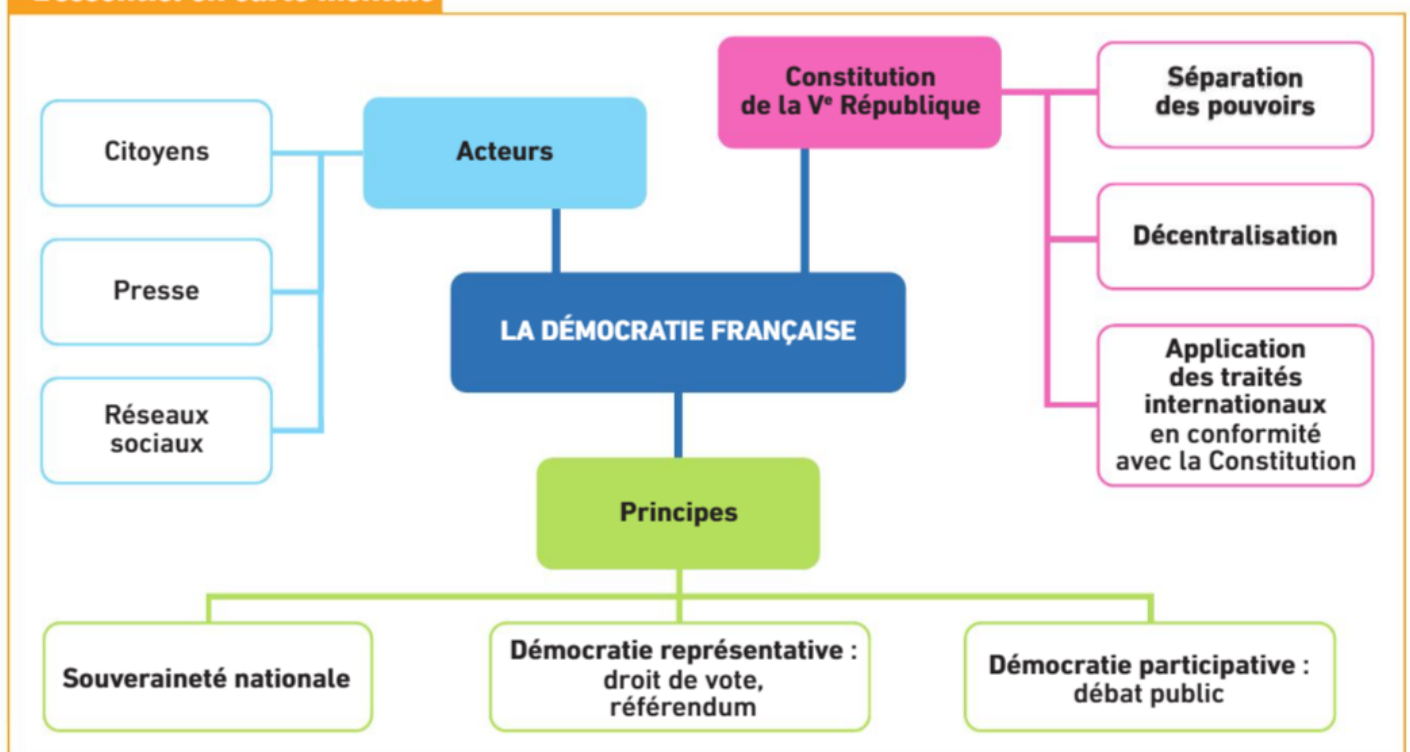 Constitution
de la Vᵉ République
Séparation
des pouvoirs
Citoyens
Acteurs
Décentralisation
Presse
LA DÉMOCRATIE FRANÇAISE
Application
des traités
internationaux
en conformité
avec la Constitution
Réseaux
sociaux
Principes
Souveraineté nationale
Démocratie représentative :
droit de vote,
référendum
Démocratie participative :
débat public